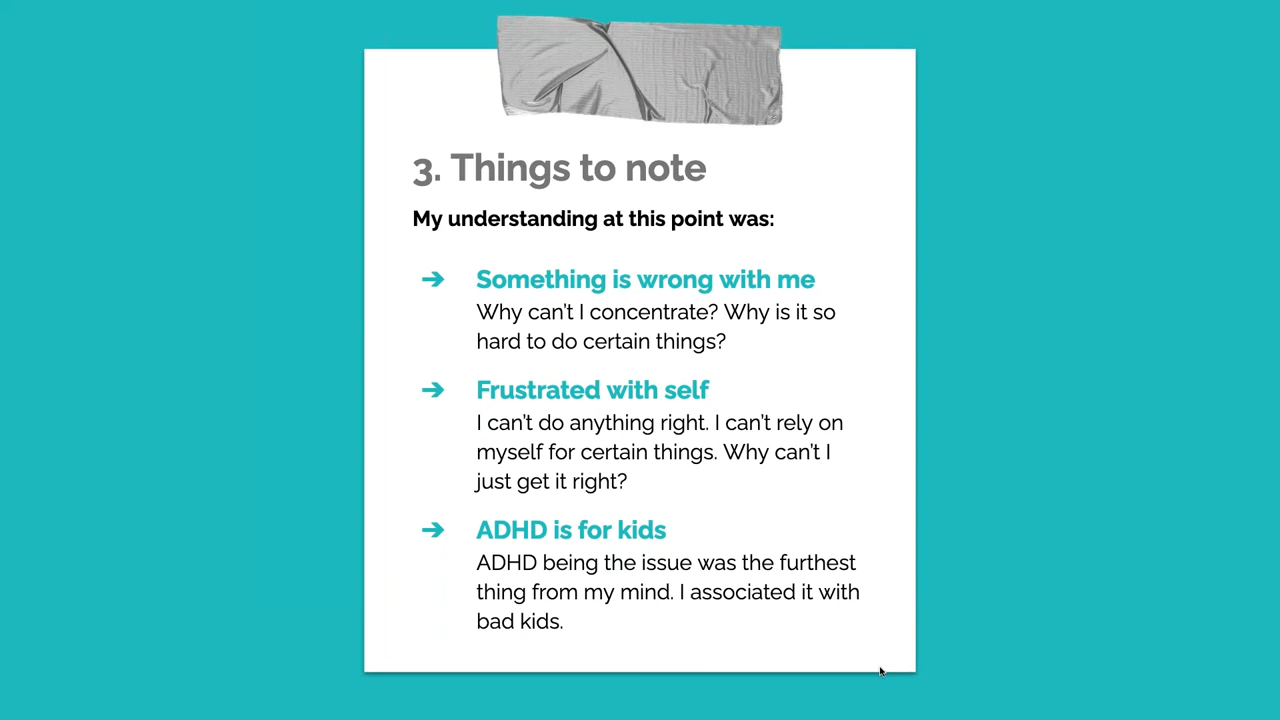 3. Things to note
My understanding at this point was:
➔ Something is wrong with me
Why can't I concentrate? Why is it so
hard to do certain things?
➔ Frustrated with self
I can't do anything right. I can't rely on
myself for certain things. Why can't I
just get it right?
➔ ADHD is for kids
ADHD being the issue was the furthest
thing from my mind. I associated it with
bad kids.